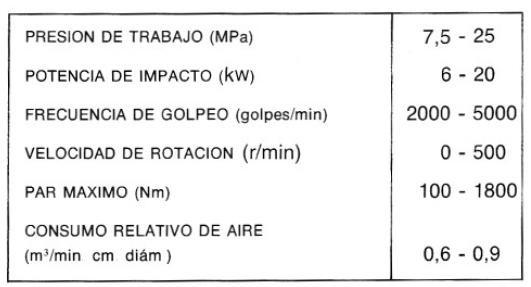 PRESION DE TRABAJO (MPa) 7,5 - 25
POTENCIA DE IMPACTO (kW) 6 - 20
FRECUENCIA DE GOLPEO (golpes/min) 2000 - 5000
VELOCIDAD DE ROTACION (r/min) 0 - 500
PAR MAXIMO (Nm) 100 - 1800
CONSUMO RELATIVO DE AIRE
(m³/min cm diám) 0,6 - 0,9